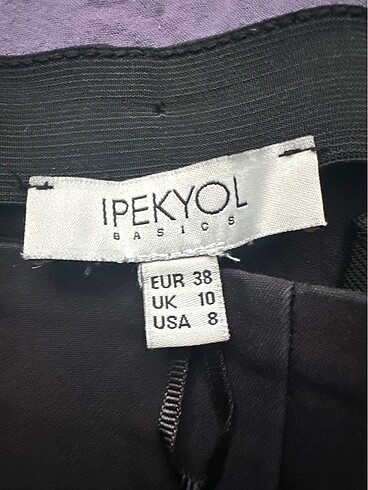 IPEKYOL
BASICS
EUR 38
UK 10
USA 8